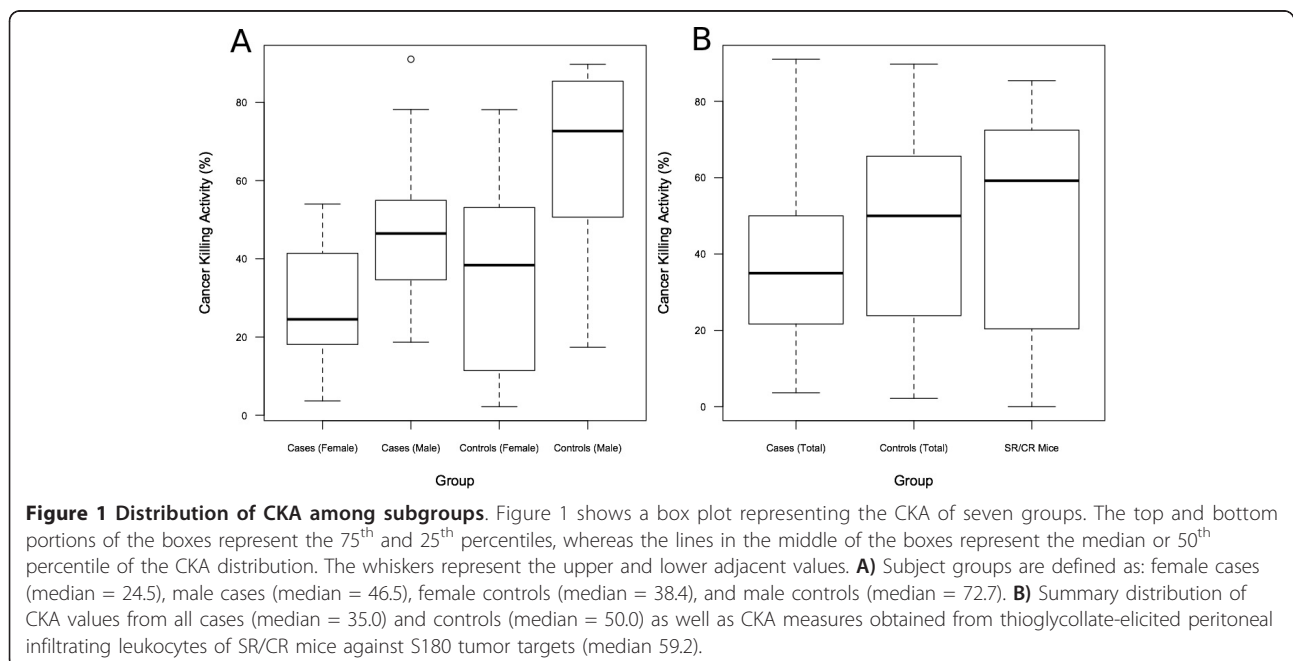 A
B
Cancer Killing Activity (%)
80
60
40
20
0
Cases (Female) Cases (Male) Controls (Female) Controls (Male)
Group
Cancer Killing Activity (%)
80
60
40
20
0
Cases (Total) Controls (Total) SR/CR Mice
Group
Figure 1 Distribution of CKA among subgroups. Figure 1 shows a box plot representing the CKA of seven groups. The top and bottom
portions of the boxes represent the 75th and 25th percentiles, whereas the lines in the middle of the boxes represent the median or 50th
percentile of the CKA distribution. The whiskers represent the upper and lower adjacent values. A) Subject groups are defined as: female cases
(median = 24.5), male cases (median = 46.5), female controls (median = 38.4), and male controls (median = 72.7). B) Summary distribution of
CKA values from all cases (median = 35.0) and controls (median = 50.0) as well as CKA measures obtained from thioglycollate-elicited peritoneal
infiltrating leukocytes of SR/CR mice against S180 tumor targets (median 59.2).